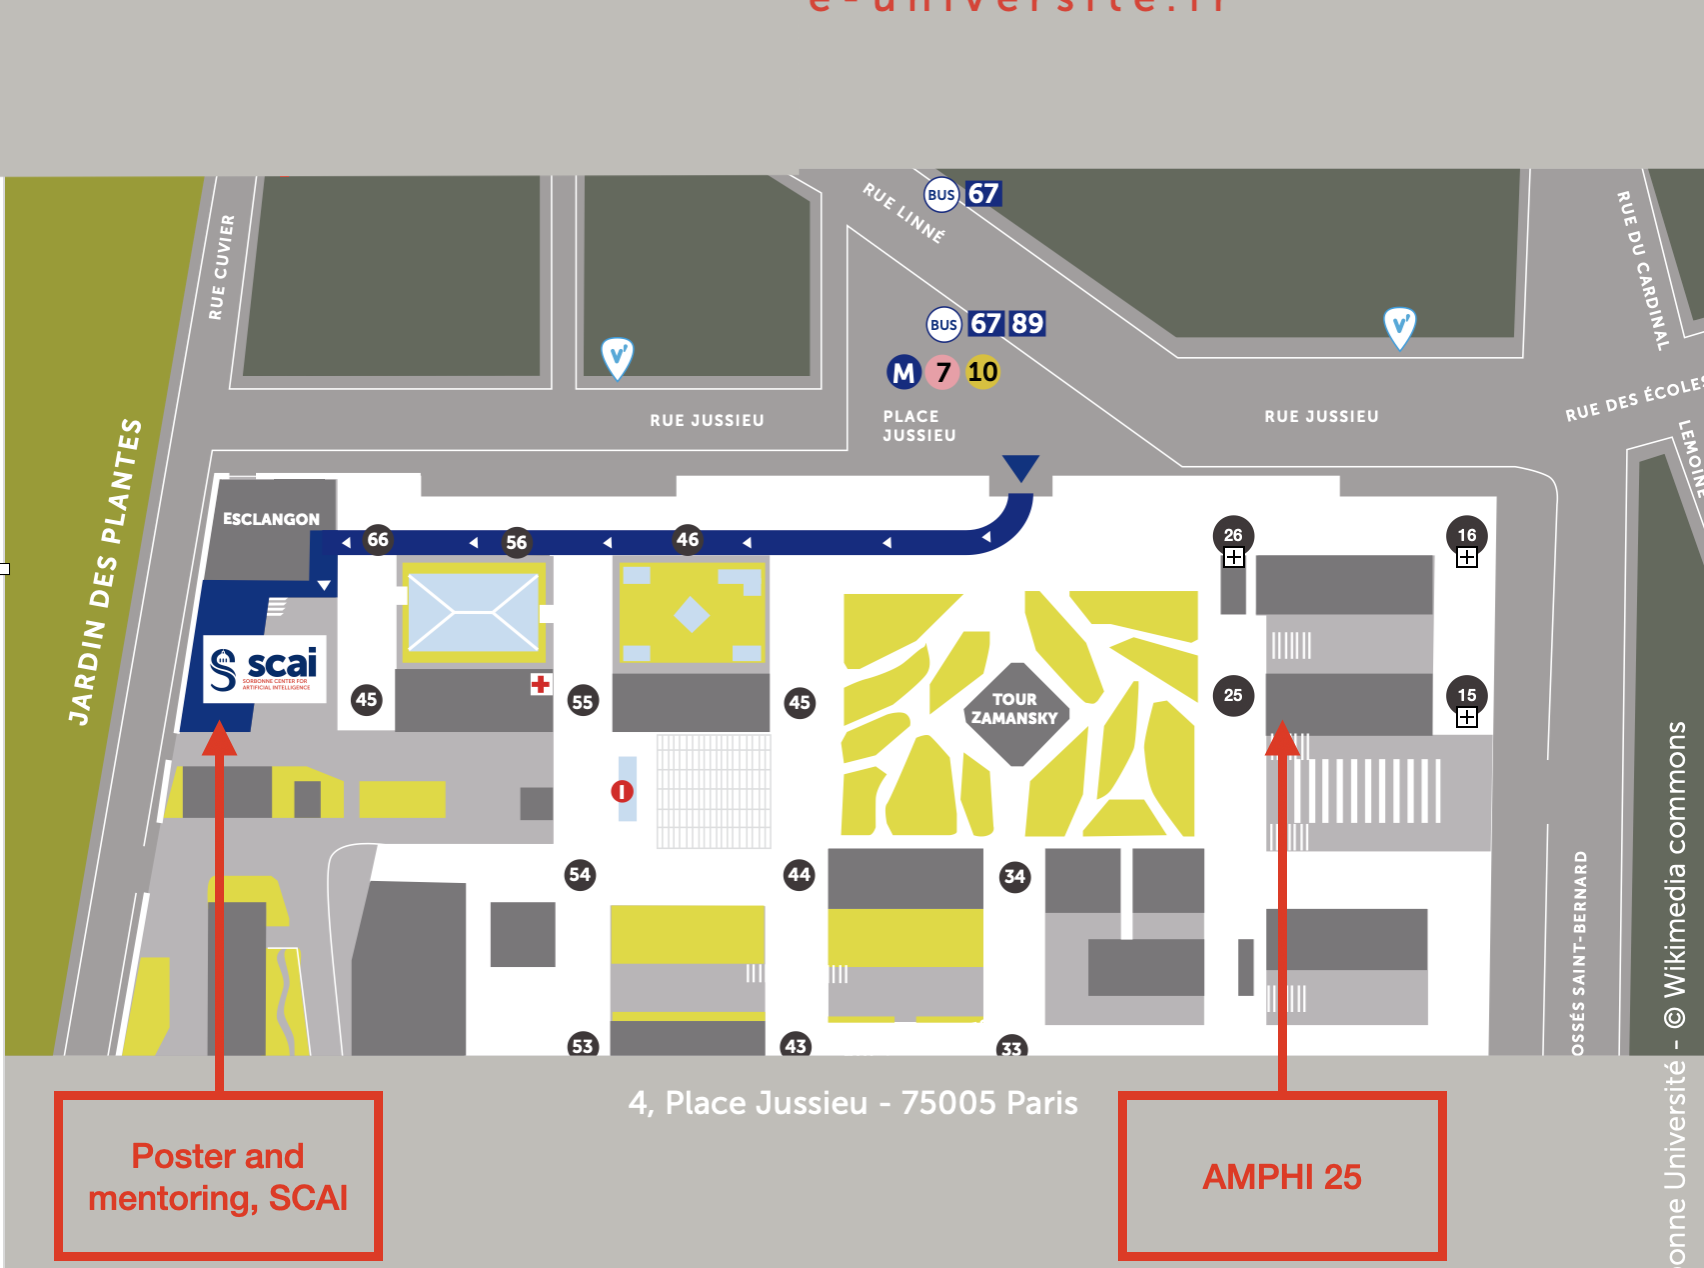 e-universite.fr
RUE CUVIER
RUE LINNÉ
BUS 67
RUE DU CARDINAL
BUS 67 89
V'
V'
M 7 10
RUE JUSSIEU
PLACE
JUSSIEU
RUE JUSSIEU
RUE DES ÉCOLES
LEMOINE
JARDIN DES PLANTES
ESCLANGON
66
56
46
26
16
scai
SORBONNE CENTER FOR
ARTIFICIAL INTELLIGENCE
45
55
45
TOUR
ZAMANSKY
25
15
I
54
44
34
53
43
33
OSSÉS SAINT-BERNARD
onne Université - © Wikimedia commons
4, Place Jussieu - 75005 Paris
Poster and
mentoring, SCAI
AMPHI 25